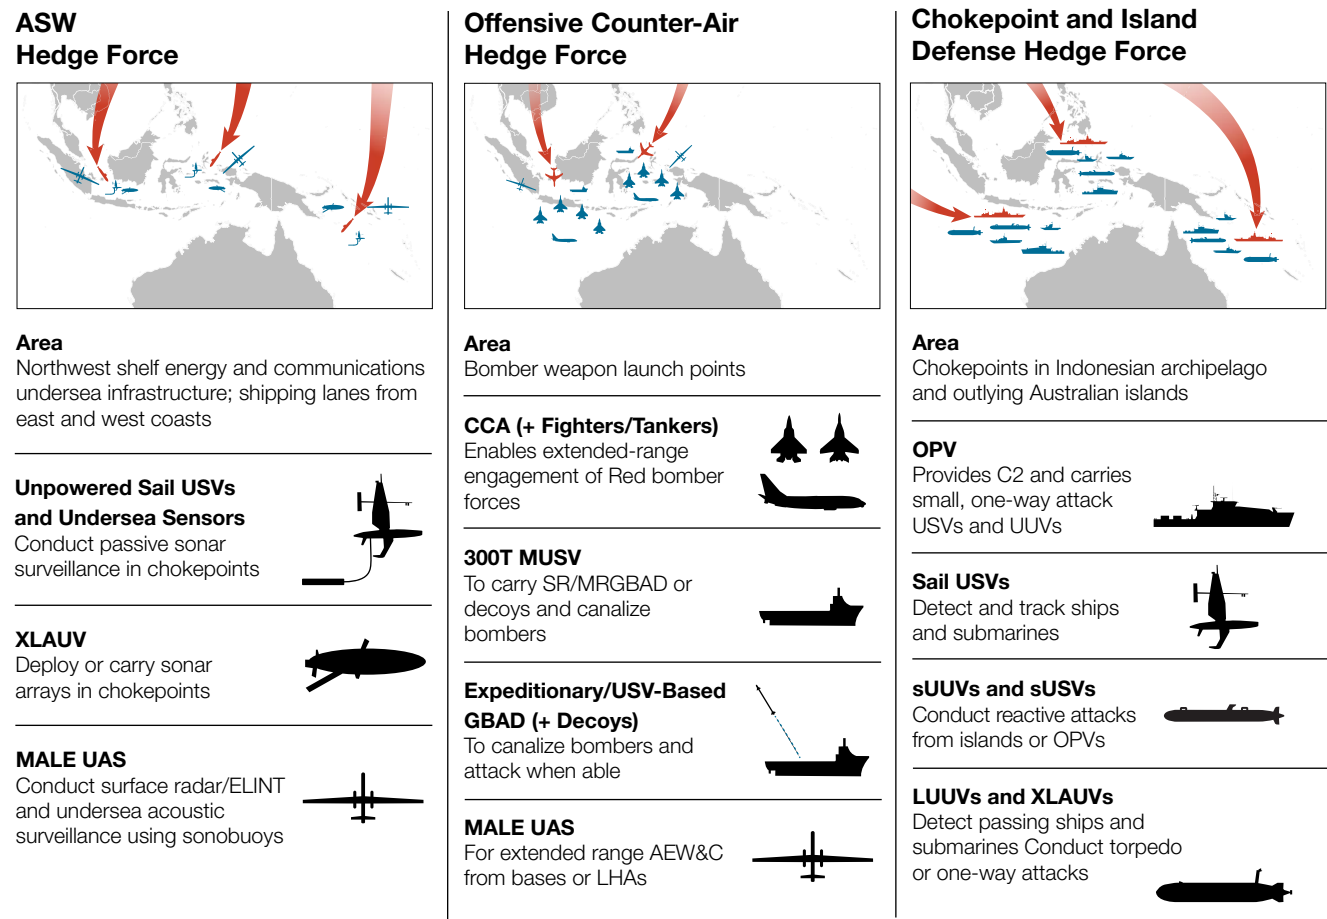 ASW
Hedge Force
Area
Northwest shelf energy and communications
undersea infrastructure; shipping lanes from
east and west coasts
Unpowered Sail USVs
and Undersea Sensors
Conduct passive sonar
surveillance in chokepoints
XLAUV
Deploy or carry sonar
arrays in chokepoints
MALE UAS
Conduct surface radar/ELINT
and undersea acoustic
surveillance using sonobuoys
Offensive Counter-Air
Hedge Force
Area
Bomber weapon launch points
CCA (+ Fighters/Tankers)
Enables extended-range
engagement of Red bomber
forces
300T MUSV
To carry SR/MRGBAD or
decoys and canalize
bombers
Expeditionary/USV-Based
GBAD (+ Decoys)
To canalize bombers and
attack when able
MALE UAS
For extended range AEW&C
from bases or LHAs
Chokepoint and Island
Defense Hedge Force
Area
Chokepoints in Indonesian archipelago
and outlying Australian islands
OPV
Provides C2 and carries
small, one-way attack
USVs and UUVs
Sail USVs
Detect and track ships
and submarines
sUUVs and sUSVs
Conduct reactive attacks
from islands or OPVs
LUUVs and XLAUVs
Detect passing ships and
submarines Conduct torpedo
or one-way attacks